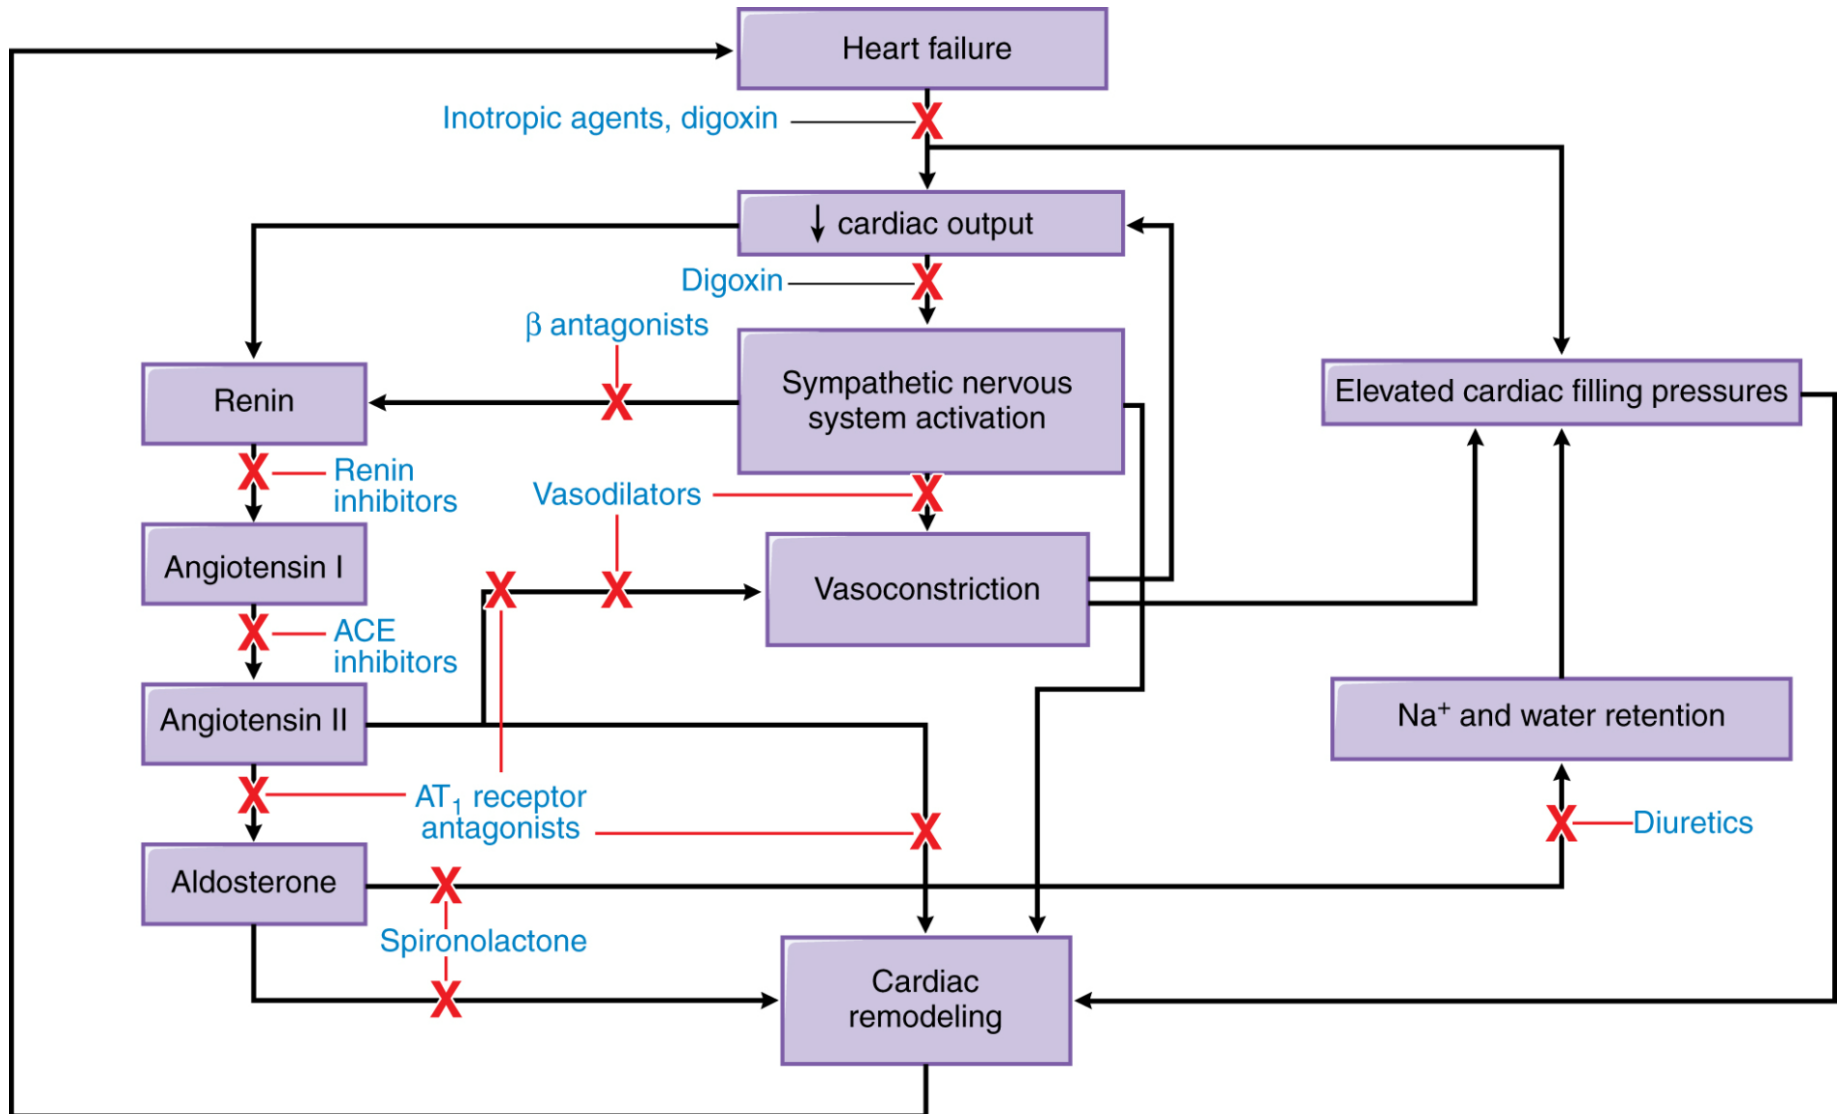 Heart failure
Inotropic agents, digoxin
↓ cardiac output
Digoxin
β antagonists
Sympathetic nervous
system activation
Renin
Elevated cardiac filling pressures
Renin
inhibitors
Vasodilators
Angiotensin I
Vasoconstriction
ACE
inhibitors
Angiotensin II
Na⁺ and water retention
AT₁ receptor
antagonists
Diuretics
Aldosterone
Spironolactone
Cardiac
remodeling